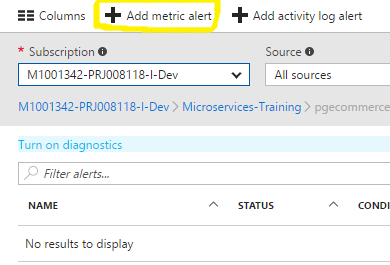 Columns + Add metric alert + Add activity log alert
* Subscription Source
M1001342-PRJ008118-I-Dev All sources
M1001342-PRJ008118-I-Dev > Microservices-Training > pgecommerce
Turn on diagnostics
Filter alerts...
NAME STATUS CONDI
No results to display